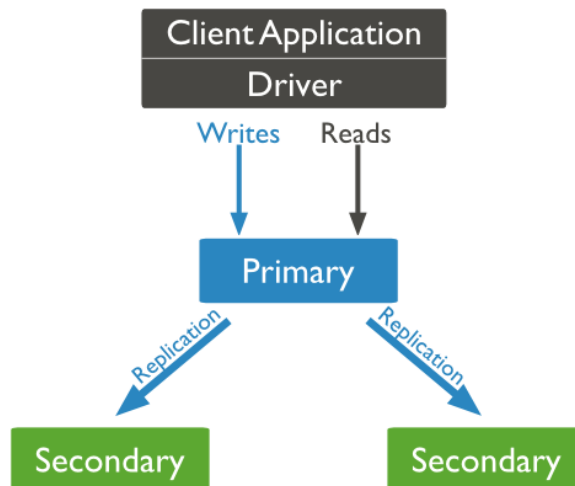 Client Application
Driver
Writes Reads
Primary
Replication Replication
Secondary Secondary